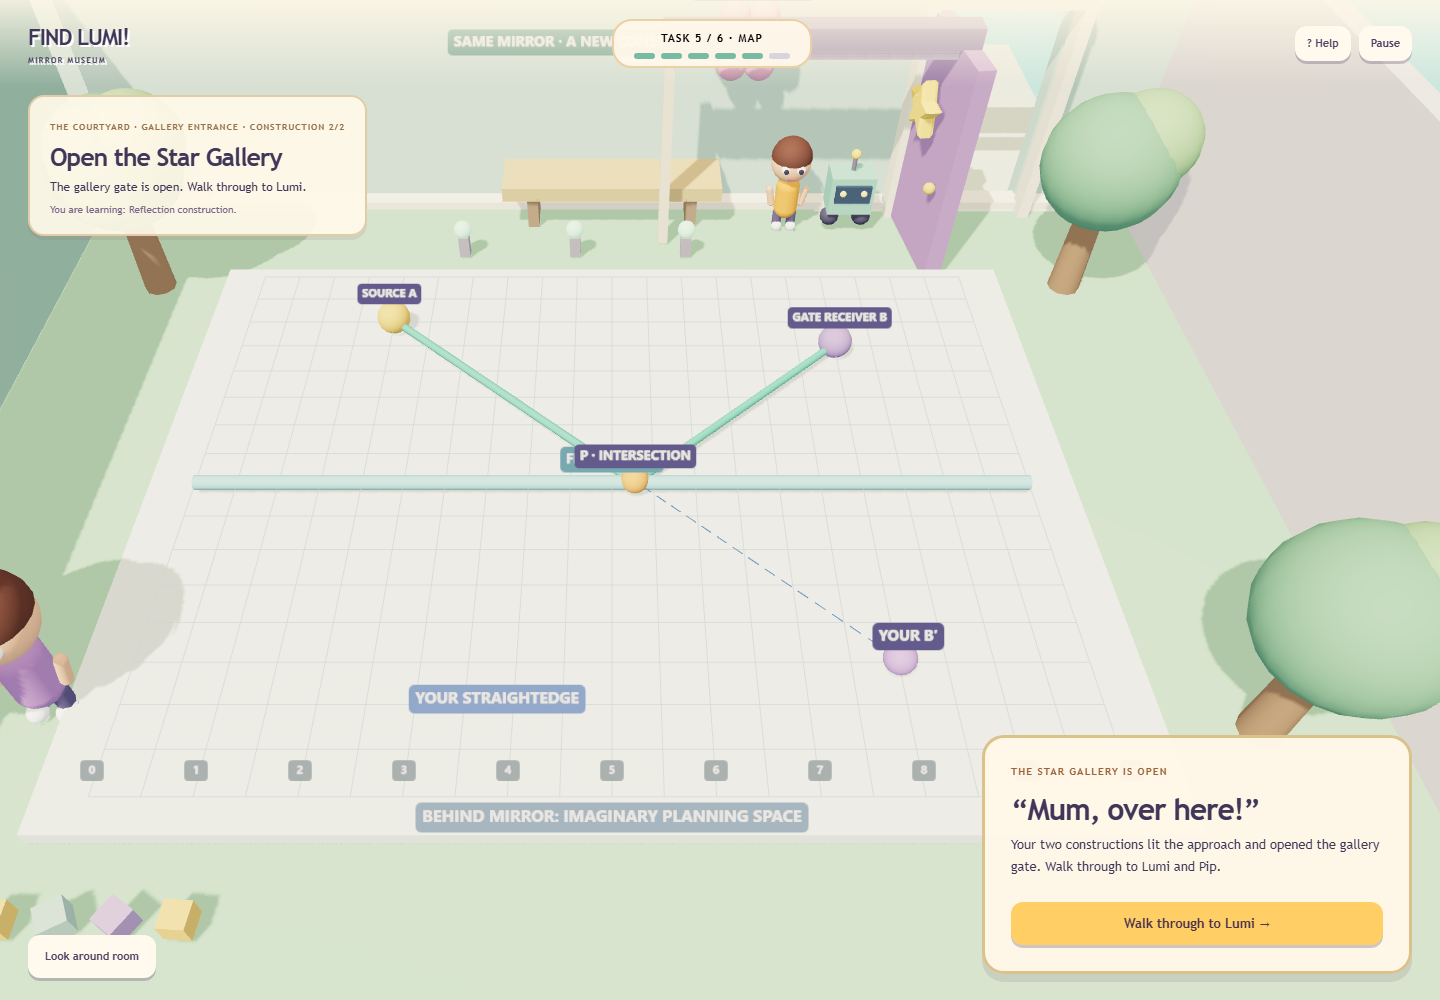 FIND LUMI!
MIRROR MUSEUM
SAME MIRROR · A NEW
TASK 5 / 6 • MAP
? Help
Pause
THE COURTYARD • GALLERY ENTRANCE • CONSTRUCTION 2/2
Open the Star Gallery
The gallery gate is open. Walk through to Lumi.
You are learning: Reflection construction.
SOURCE A
GATE RECEIVER B
P · INTERSECTION
YOUR B′
YOUR STRAIGHTEDGE
0 1 2 3 4 5 6 7 8
BEHIND MIRROR: IMAGINARY PLANNING SPACE
THE STAR GALLERY IS OPEN
“Mum, over here!”
Your two constructions lit the approach and opened the gallery
gate. Walk through to Lumi and Pip.
Walk through to Lumi →
Look around room